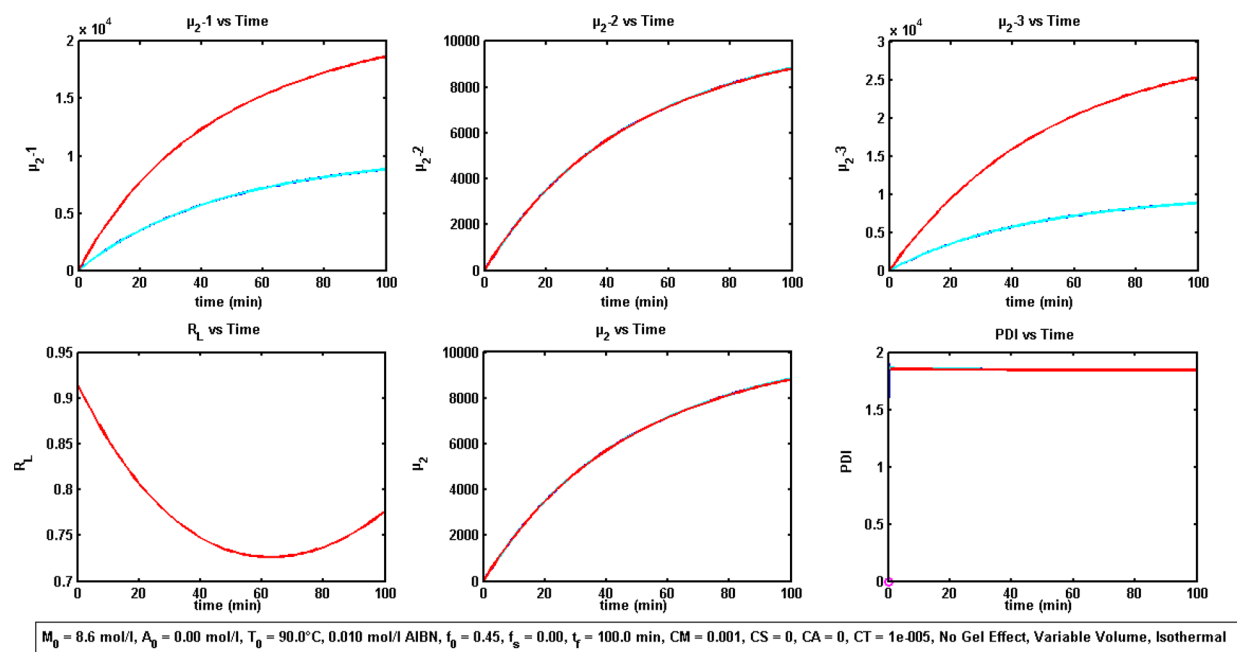 µ2-1 vs Time
x 10^4
2
1.5
1
0.5
0
µ2-1
0 20 40 60 80 100
time (min)
µ2-2 vs Time
10000
8000
6000
4000
2000
0
µ2-2
0 20 40 60 80 100
time (min)
µ2-3 vs Time
x 10^4
3
2.5
2
1.5
1
0.5
0
µ2-3
0 20 40 60 80 100
time (min)
RL vs Time
0.95
0.9
0.85
0.8
0.75
0.7
RL
0 20 40 60 80 100
time (min)
µ2 vs Time
10000
8000
6000
4000
2000
0
µ2
0 20 40 60 80 100
time (min)
PDI vs Time
2
1.5
1
0.5
0
PDI
0 20 40 60 80 100
time (min)
M0 = 8.6 mol/l, A0 = 0.00 mol/l, T0 = 90.0°C, 0.010 mol/l AIBN, f0 = 0.45, fs = 0.00, tf = 100.0 min, CM = 0.001, CS = 0, CA = 0, CT = 1e-005, No Gel Effect, Variable Volume, Isothermal